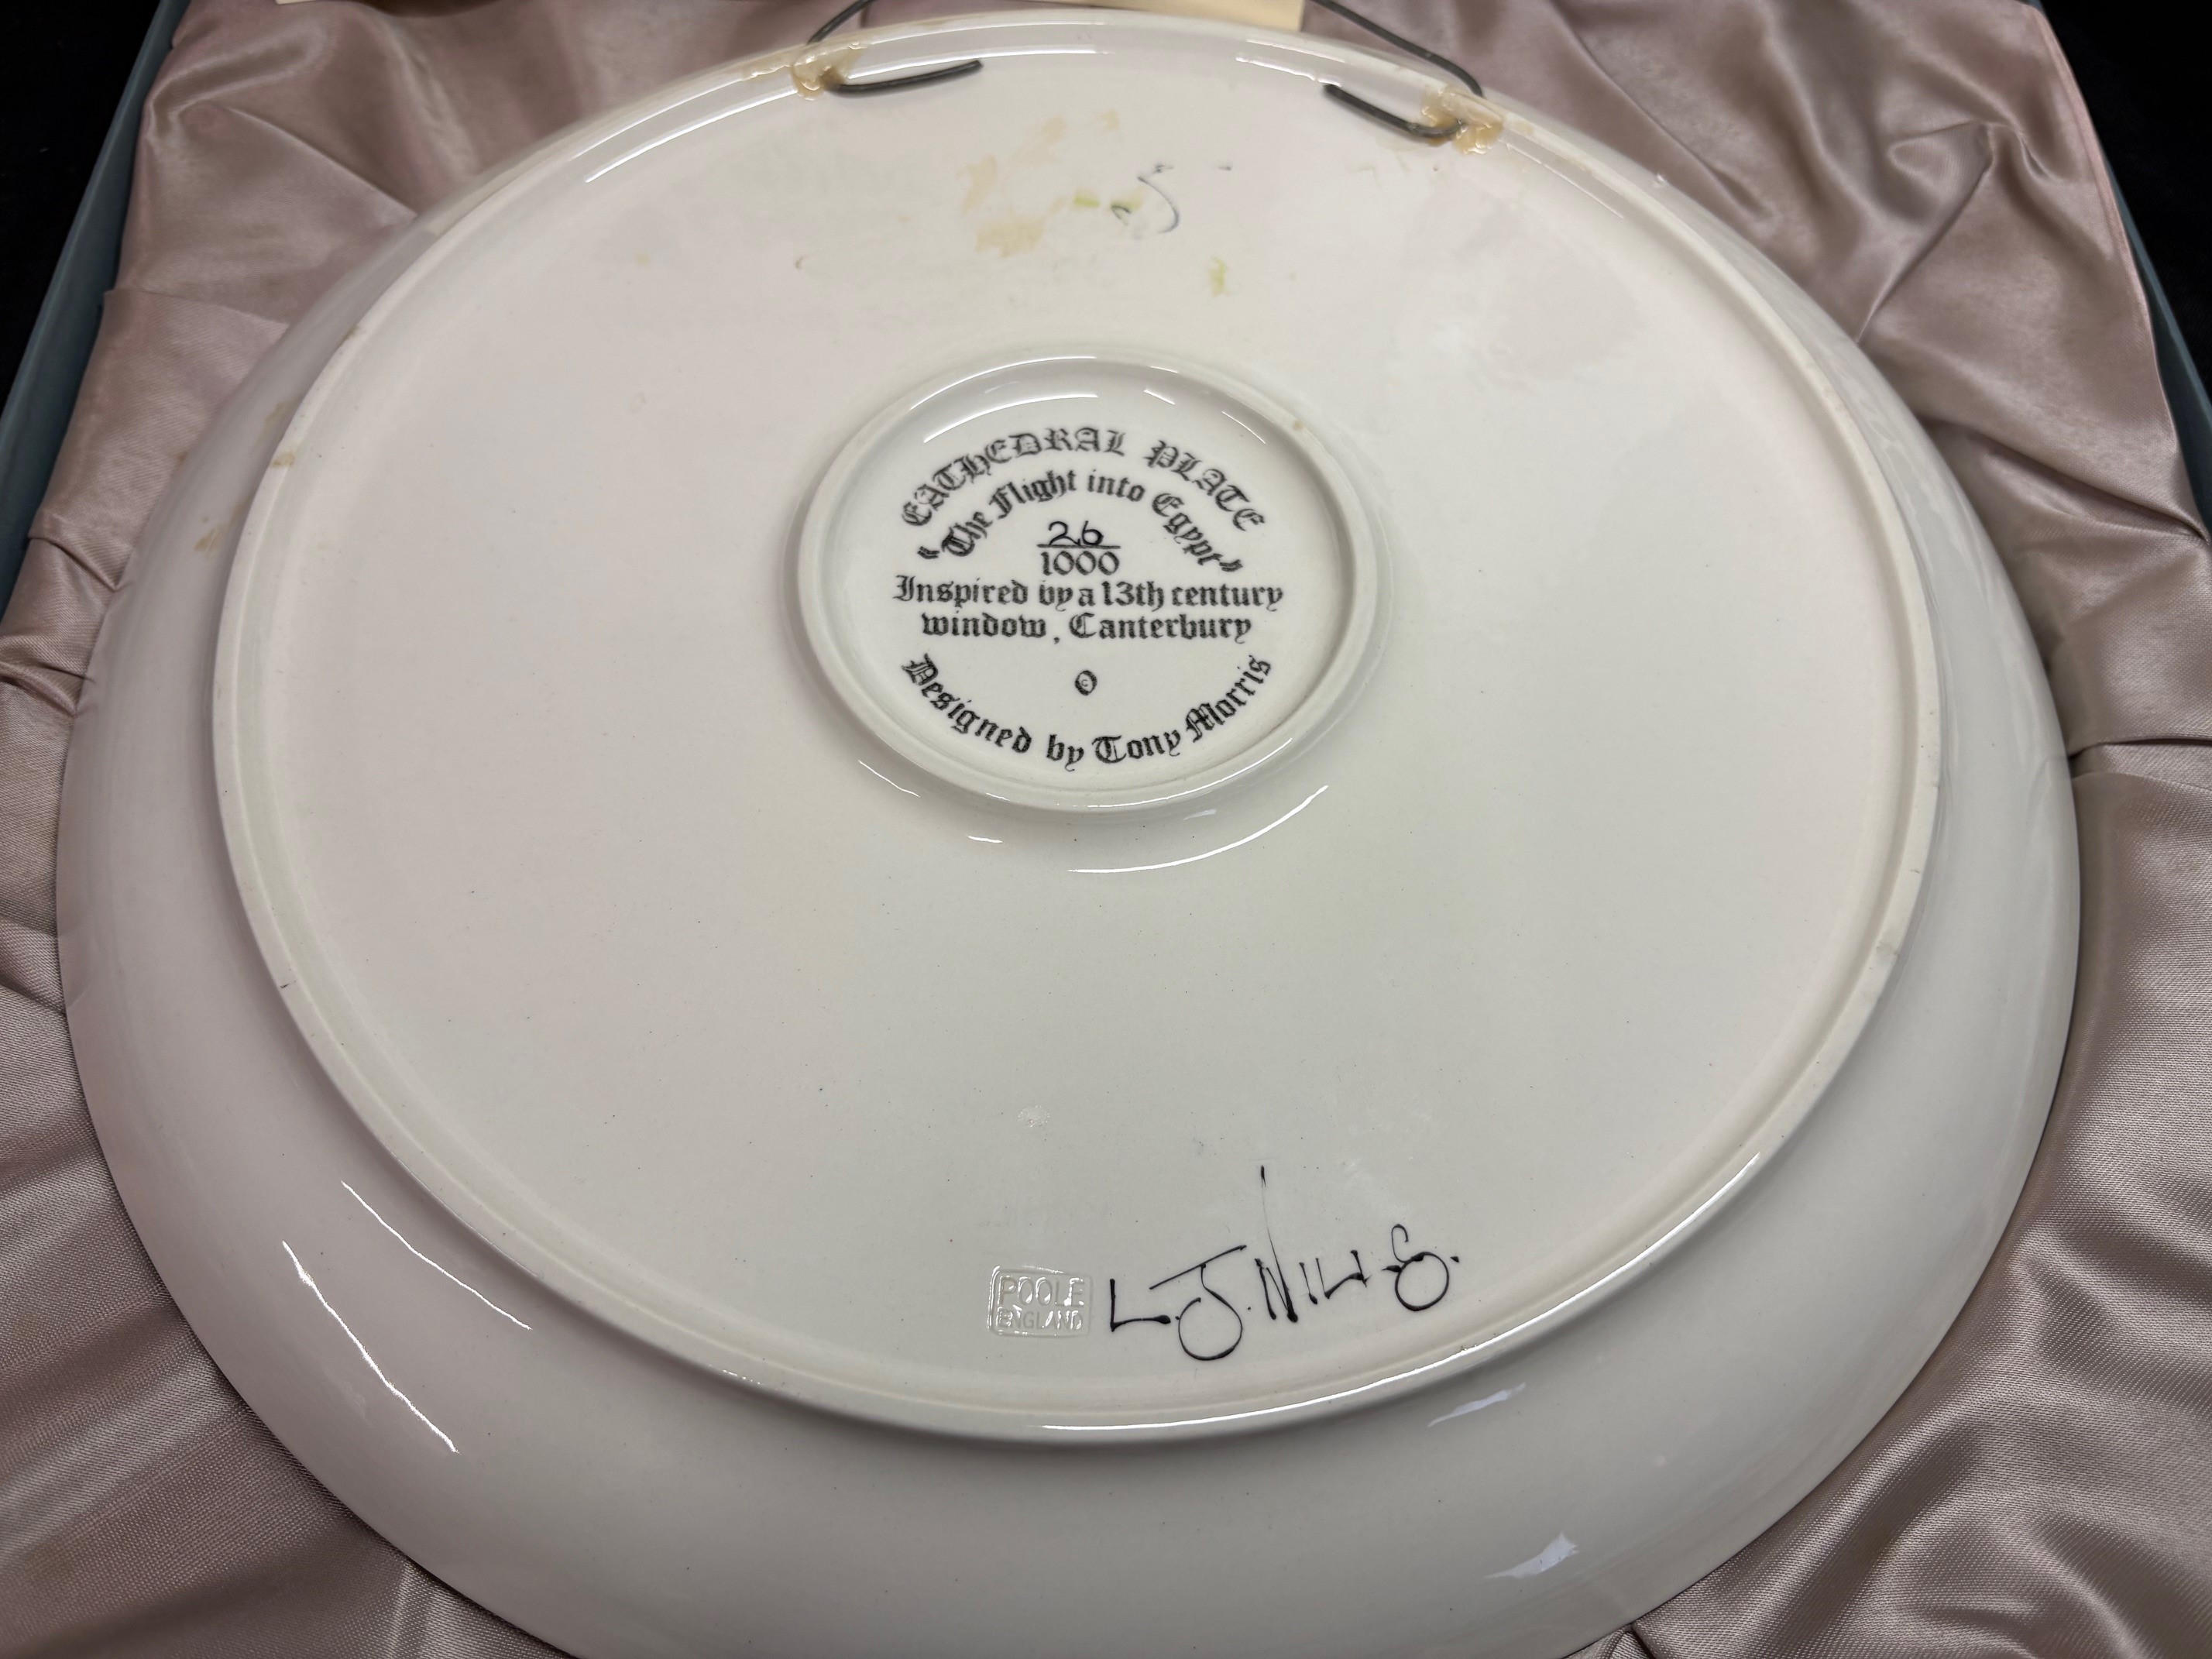 CATHEDRAL PLATE
"The Flight into Egypt"
26
1000
Inspired by a 13th century
window, Canterbury
©
Designed by Tony Morris
POOLE
ENGLAND
L.J.